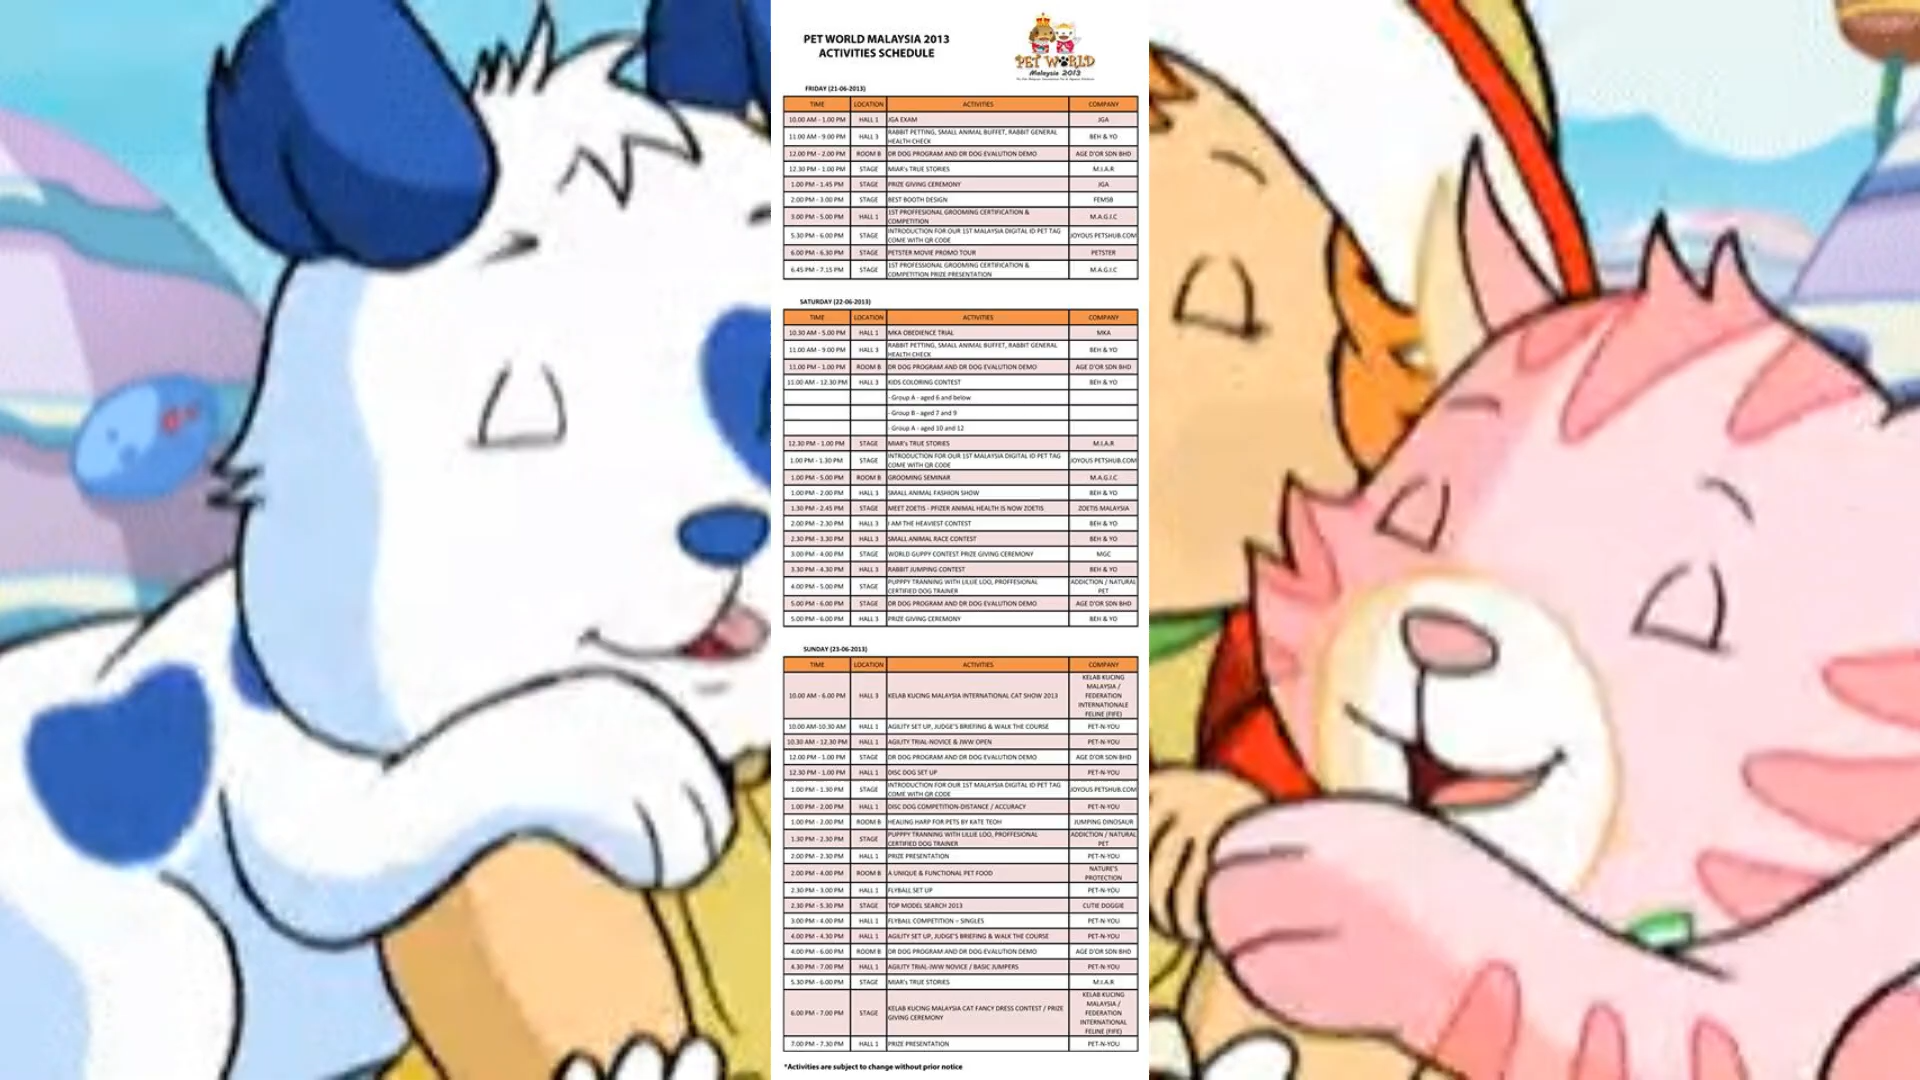 PET WORLD MALAYSIA 2013
ACTIVITIES SCHEDULE
PET WORLD
Malaysia 2013
FRIDAY (21-06-2013)
TIME LOCATION ACTIVITIES COMPANY
10.00 AM - 1.00 PM HALL 1 JGA EXAM JGA
11.00 AM - 9.00 PM HALL 3 RABBIT PETTING, SMALL ANIMAL BUFFET, RABBIT GENERAL HEALTH CHECK BEH & YO
12.00 PM - 2.00 PM ROOM B DR DOG PROGRAM AND DR DOG EVALUTION DEMO AGE D'OR SDN BHD
12.30 PM - 1.00 PM STAGE MIAR's TRUE STORIES M.I.A.R
1.00 PM - 1.45 PM STAGE PRIZE GIVING CEREMONY JGA
2.00 PM - 3.00 PM STAGE BEST BOOTH DESIGN FEMSB
3.00 PM - 5.00 PM HALL 1 1ST PROFFESIONAL GROOMING CERTIFICATION & COMPETITION M.A.G.I.C
5.30 PM - 6.00 PM STAGE INTRODUCTION FOR OUR 1ST MALAYSIA DIGITAL ID PET TAG COME WITH QR CODE JOYOUS PETSHUB.COM
6.00 PM - 6.30 PM STAGE PETSTER MOVIE PROMO TOUR PETSTER
6.45 PM - 7.15 PM STAGE 1ST PROFESSIONAL GROOMING CERTIFICATION & COMPETITION PRIZE PRESENTATION M.A.G.I.C
SATURDAY (22-06-2013)
TIME LOCATION ACTIVITIES COMPANY
10.30 AM - 5.00 PM HALL 1 MKA OBEDIENCE TRIAL MKA
11.00 AM - 9.00 PM HALL 3 RABBIT PETTING, SMALL ANIMAL BUFFET, RABBIT GENERAL HEALTH CHECK BEH & YO
11.00 PM - 1.00 PM ROOM B DR DOG PROGRAM AND DR DOG EVALUTION DEMO AGE D'OR SDN BHD
11.00 AM - 12.30 PM HALL 3 KIDS COLORING CONTEST BEH & YO
- Group A - aged 6 and below
- Group B - aged 7 and 9
- Group A - aged 10 and 12
12.30 PM - 1.00 PM STAGE MIAR's TRUE STORIES M.I.A.R
1.00 PM - 1.30 PM STAGE INTRODUCTION FOR OUR 1ST MALAYSIA DIGITAL ID PET TAG COME WITH QR CODE JOYOUS PETSHUB.COM
1.00 PM - 5.00 PM ROOM B GROOMING SEMINAR M.A.G.I.C
1.00 PM - 2.00 PM HALL 3 SMALL ANIMAL FASHION SHOW BEH & YO
1.30 PM - 2.45 PM STAGE MEET ZOETIS - PFIZER ANIMAL HEALTH IS NOW ZOETIS ZOETIS MALAYSIA
2.00 PM - 2.30 PM HALL 3 I AM THE HEAVIEST CONTEST BEH & YO
2.30 PM - 3.30 PM HALL 3 SMALL ANIMAL RACE CONTEST BEH & YO
3:00 PM - 4.00 PM STAGE WORLD GUPPY CONTEST PRIZE GIVING CEREMONY MGC
3.30 PM - 4.30 PM HALL 3 RABBIT JUMPING CONTEST BEH & YO
4:00 PM - 5.00 PM STAGE PUPPPY TRANNING WITH LILLIE LOO, PROFFESIONAL CERTIFIED DOG TRAINER ADDICTION / NATURAL PET
5.00 PM - 6.00 PM STAGE DR DOG PROGRAM AND DR DOG EVALUTION DEMO AGE D'OR SDN BHD
5.00 PM - 6.00 PM HALL 3 PRIZE GIVING CEREMONY BEH & YO
SUNDAY (23-06-2013)
TIME LOCATION ACTIVITIES COMPANY
10.00 AM - 6.00 PM HALL 3 KELAB KUCING MALAYSIA INTERNATIONAL CAT SHOW 2013 KELAB KUCING MALAYSIA / FEDERATION INTERNATIONALE FELINE (FIFE)
10.00 AM-10.30 AM HALL 1 AGILITY SET UP, JUDGE'S BRIEFING & WALK THE COURSE PET-N-YOU
10.30 AM - 12.30 PM HALL 1 AGILITY TRIAL-NOVICE & JWW OPEN PET-N-YOU
12.00 PM - 1.00 PM STAGE DR DOG PROGRAM AND DR DOG EVALUTION DEMO AGE D'OR SDN BHD
12.30 PM - 1.00 PM HALL 1 DISC DOG SET UP PET-N-YOU
1.00 PM - 1.30 PM STAGE INTRODUCTION FOR OUR 1ST MALAYSIA DIGITAL ID PET TAG COME WITH QR CODE JOYOUS PETSHUB.COM
1.00 PM - 2.00 PM HALL 1 DISC DOG COMPETITION-DISTANCE / ACCURACY PET-N-YOU
1:00 PM - 2.00 PM ROOM B HEALING HARP FOR PETS BY KATE TEOH JUMPING DINOSAUR
1.30 PM - 2.30 PM STAGE PUPPPY TRANNING WITH LILLIE LOO, PROFFESIONAL CERTIFIED DOG TRAINER ADDICTION / NATURAL PET
2:00 PM - 2.30 PM HALL 1 PRIZE PRESENTATION PET-N-YOU
2.00 PM - 4.00 PM ROOM B A UNIQUE & FUNCTIONAL PET FOOD NATURE'S PROTECTION
2.30 PM - 3.00 PM HALL 1 FLYBALL SET UP PET-N-YOU
2.30 PM - 5.30 PM STAGE TOP MODEL SEARCH 2013 CUTIE DOGGIE
3:00 PM - 4.00 PM HALL 1 FLYBALL COMPETITION – SINGLES PET-N-YOU
4.00 PM - 4.30 PM HALL 1 AGILITY SET UP, JUDGE'S BRIEFING & WALK THE COURSE PET-N-YOU
4:00 PM - 6.00 PM ROOM B DR DOG PROGRAM AND DR DOG EVALUTION DEMO AGE D'OR SDN BHD
4.30 PM - 7.00 PM HALL 1 AGILITY TRIAL-JWW NOVICE / BASIC JUMPERS PET-N-YOU
5.30 PM - 6.00 PM STAGE MIAR's TRUE STORIES M.I.A.R
6.00 PM - 7.00 PM STAGE KELAB KUCING MALAYSIA CAT FANCY DRESS CONTEST / PRIZE GIVING CEREMONY KELAB KUCING MALAYSIA / FEDERATION INTERNATIONAL FELINE (FIFE)
7:00 PM - 7.30 PM HALL 1 PRIZE PRESENTATION PET-N-YOU
*Activities are subject to change without prior notice